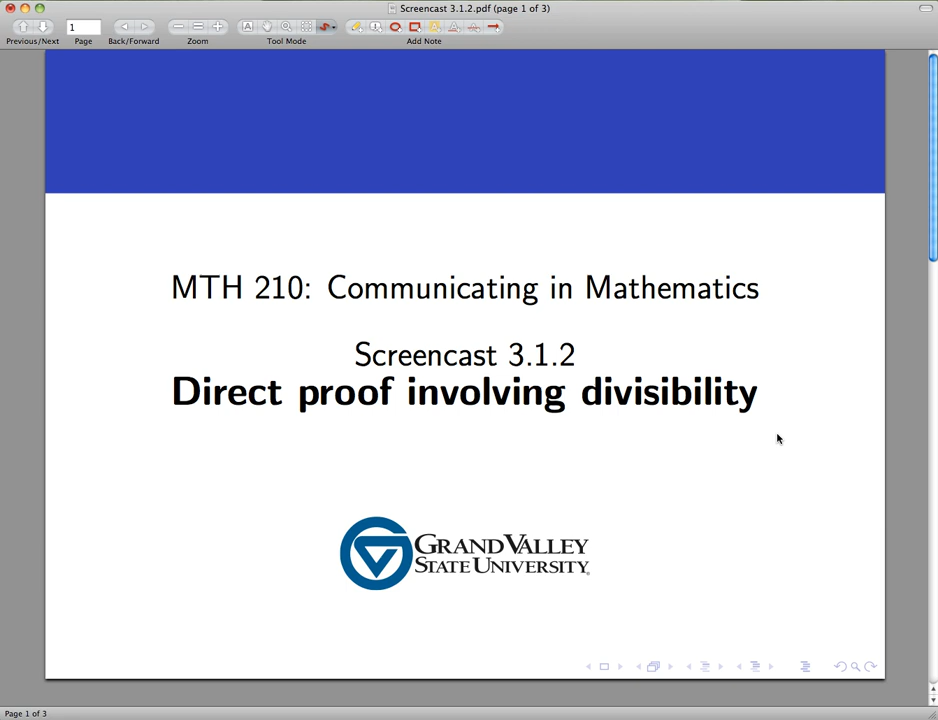 Screencast 3.1.2.pdf (page 1 of 3)
1
A
Previous/Next Page Back/Forward Zoom Tool Mode Add Note
MTH 210: Communicating in Mathematics
Screencast 3.1.2
Direct proof involving divisibility
GRANDVALLEY
STATE UNIVERSITY.
Page 1 of 3